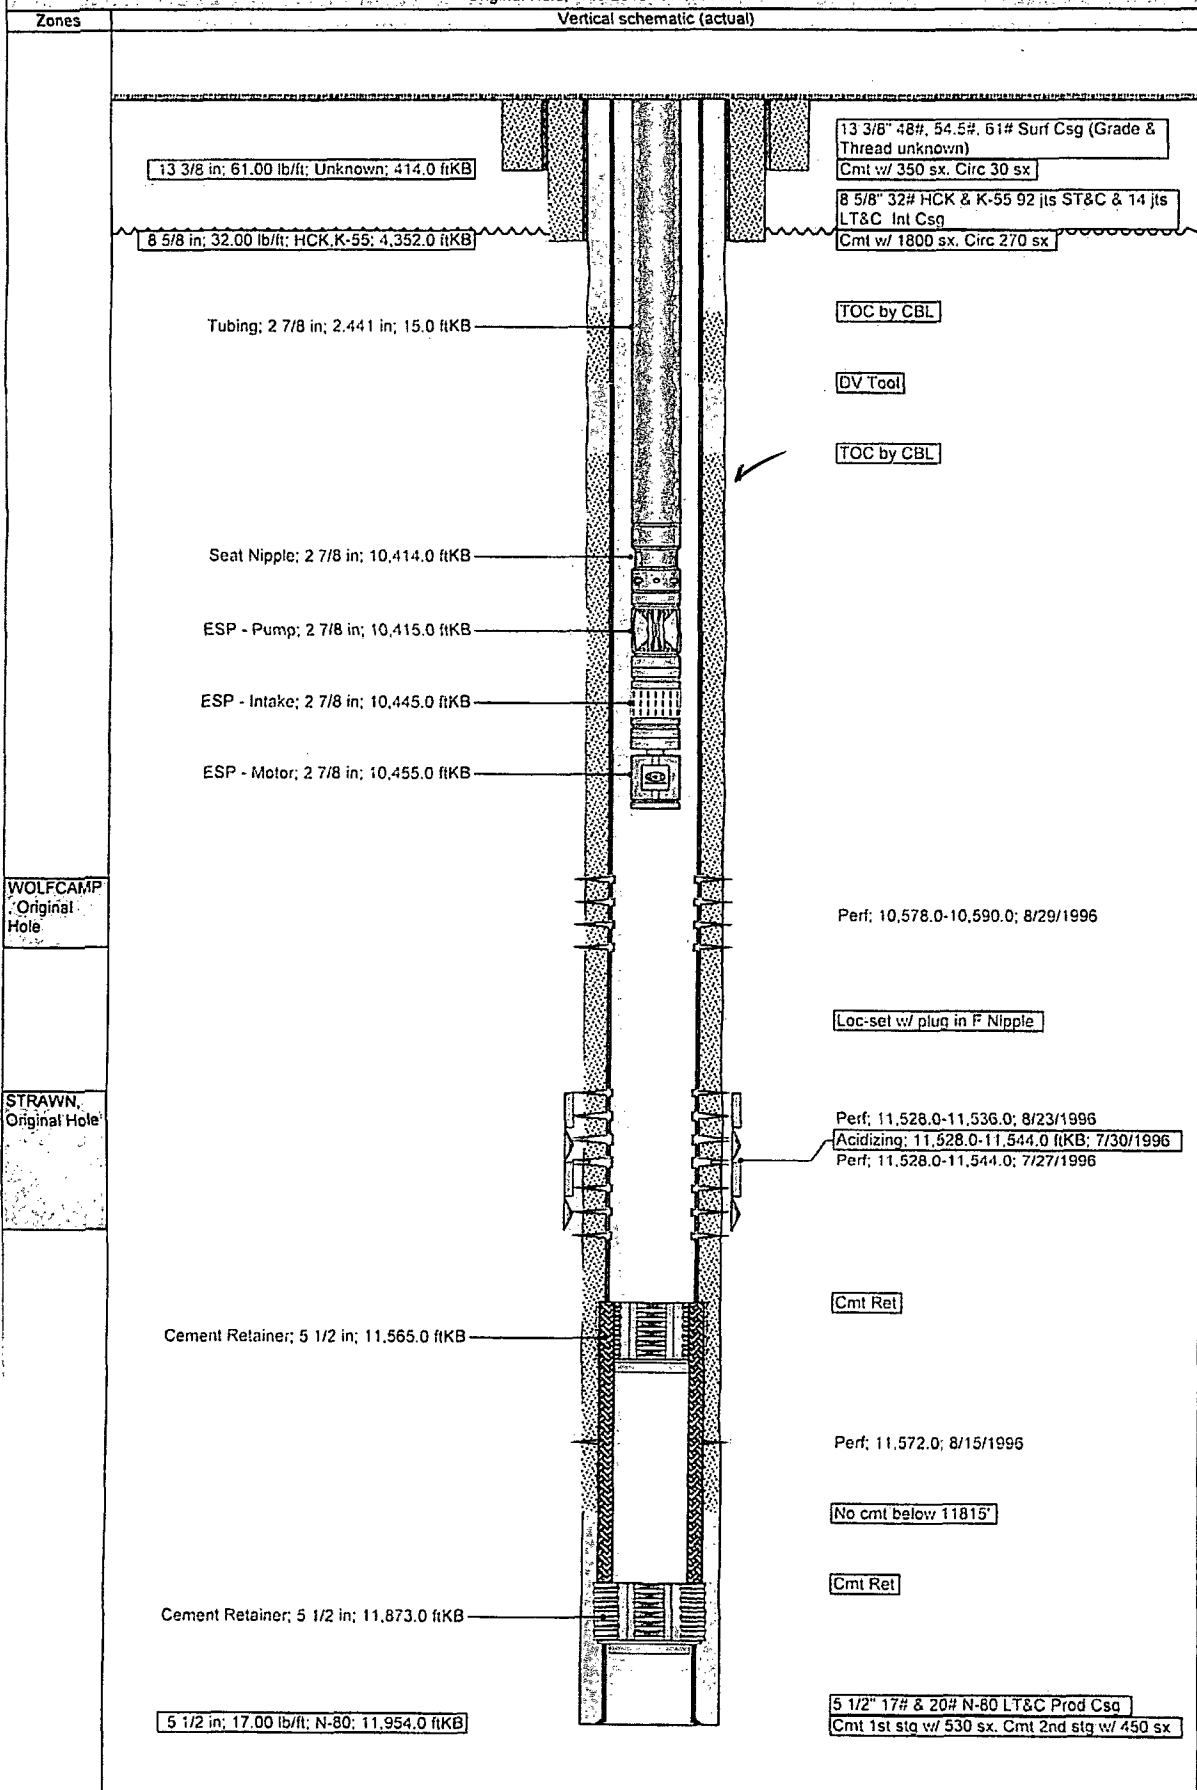 Zones
Vertical schematic (actual)
13 3/8" 48#, 54.5#, 61# Surf Csg (Grade &
Thread unknown)
13 3/8 in; 61.00 lb/ft; Unknown; 414.0 ftKB
Cmt w/ 350 sx. Circ 30 sx
8 5/8" 32# HCK & K-55 92 jts ST&C & 14 jts
LT&C Int Csg
8 5/8 in; 32.00 lb/ft; HCK,K-55; 4,352.0 ftKB
Cmt w/ 1800 sx. Circ 270 sx
TOC by CBL
Tubing; 2 7/8 in; 2.441 in; 15.0 ftKB
DV Tool
TOC by CBL
Seat Nipple; 2 7/8 in; 10,414.0 ftKB
ESP - Pump; 2 7/8 in; 10,415.0 ftKB
ESP - Intake; 2 7/8 in; 10,445.0 ftKB
ESP - Motor; 2 7/8 in; 10,455.0 ftKB
WOLFCAMP
, Original
Hole
Perf; 10,578.0-10,590.0; 8/29/1996
Loc-set w/ plug in F Nipple
STRAWN,
Original Hole
Perf; 11,528.0-11,536.0; 8/23/1996
Acidizing; 11,528.0-11,544.0 ftKB; 7/30/1996
Perf; 11,528.0-11,544.0; 7/27/1996
Cmt Ret
Cement Retainer; 5 1/2 in; 11,565.0 ftKB
Perf; 11,572.0; 8/15/1996
No cmt below 11815'
Cmt Ret
Cement Retainer; 5 1/2 in; 11,873.0 ftKB
5 1/2" 17# & 20# N-80 LT&C Prod Csg
5 1/2 in; 17.00 lb/ft; N-80; 11,954.0 ftKB
Cmt 1st stg w/ 530 sx. Cmt 2nd stg w/ 450 sx